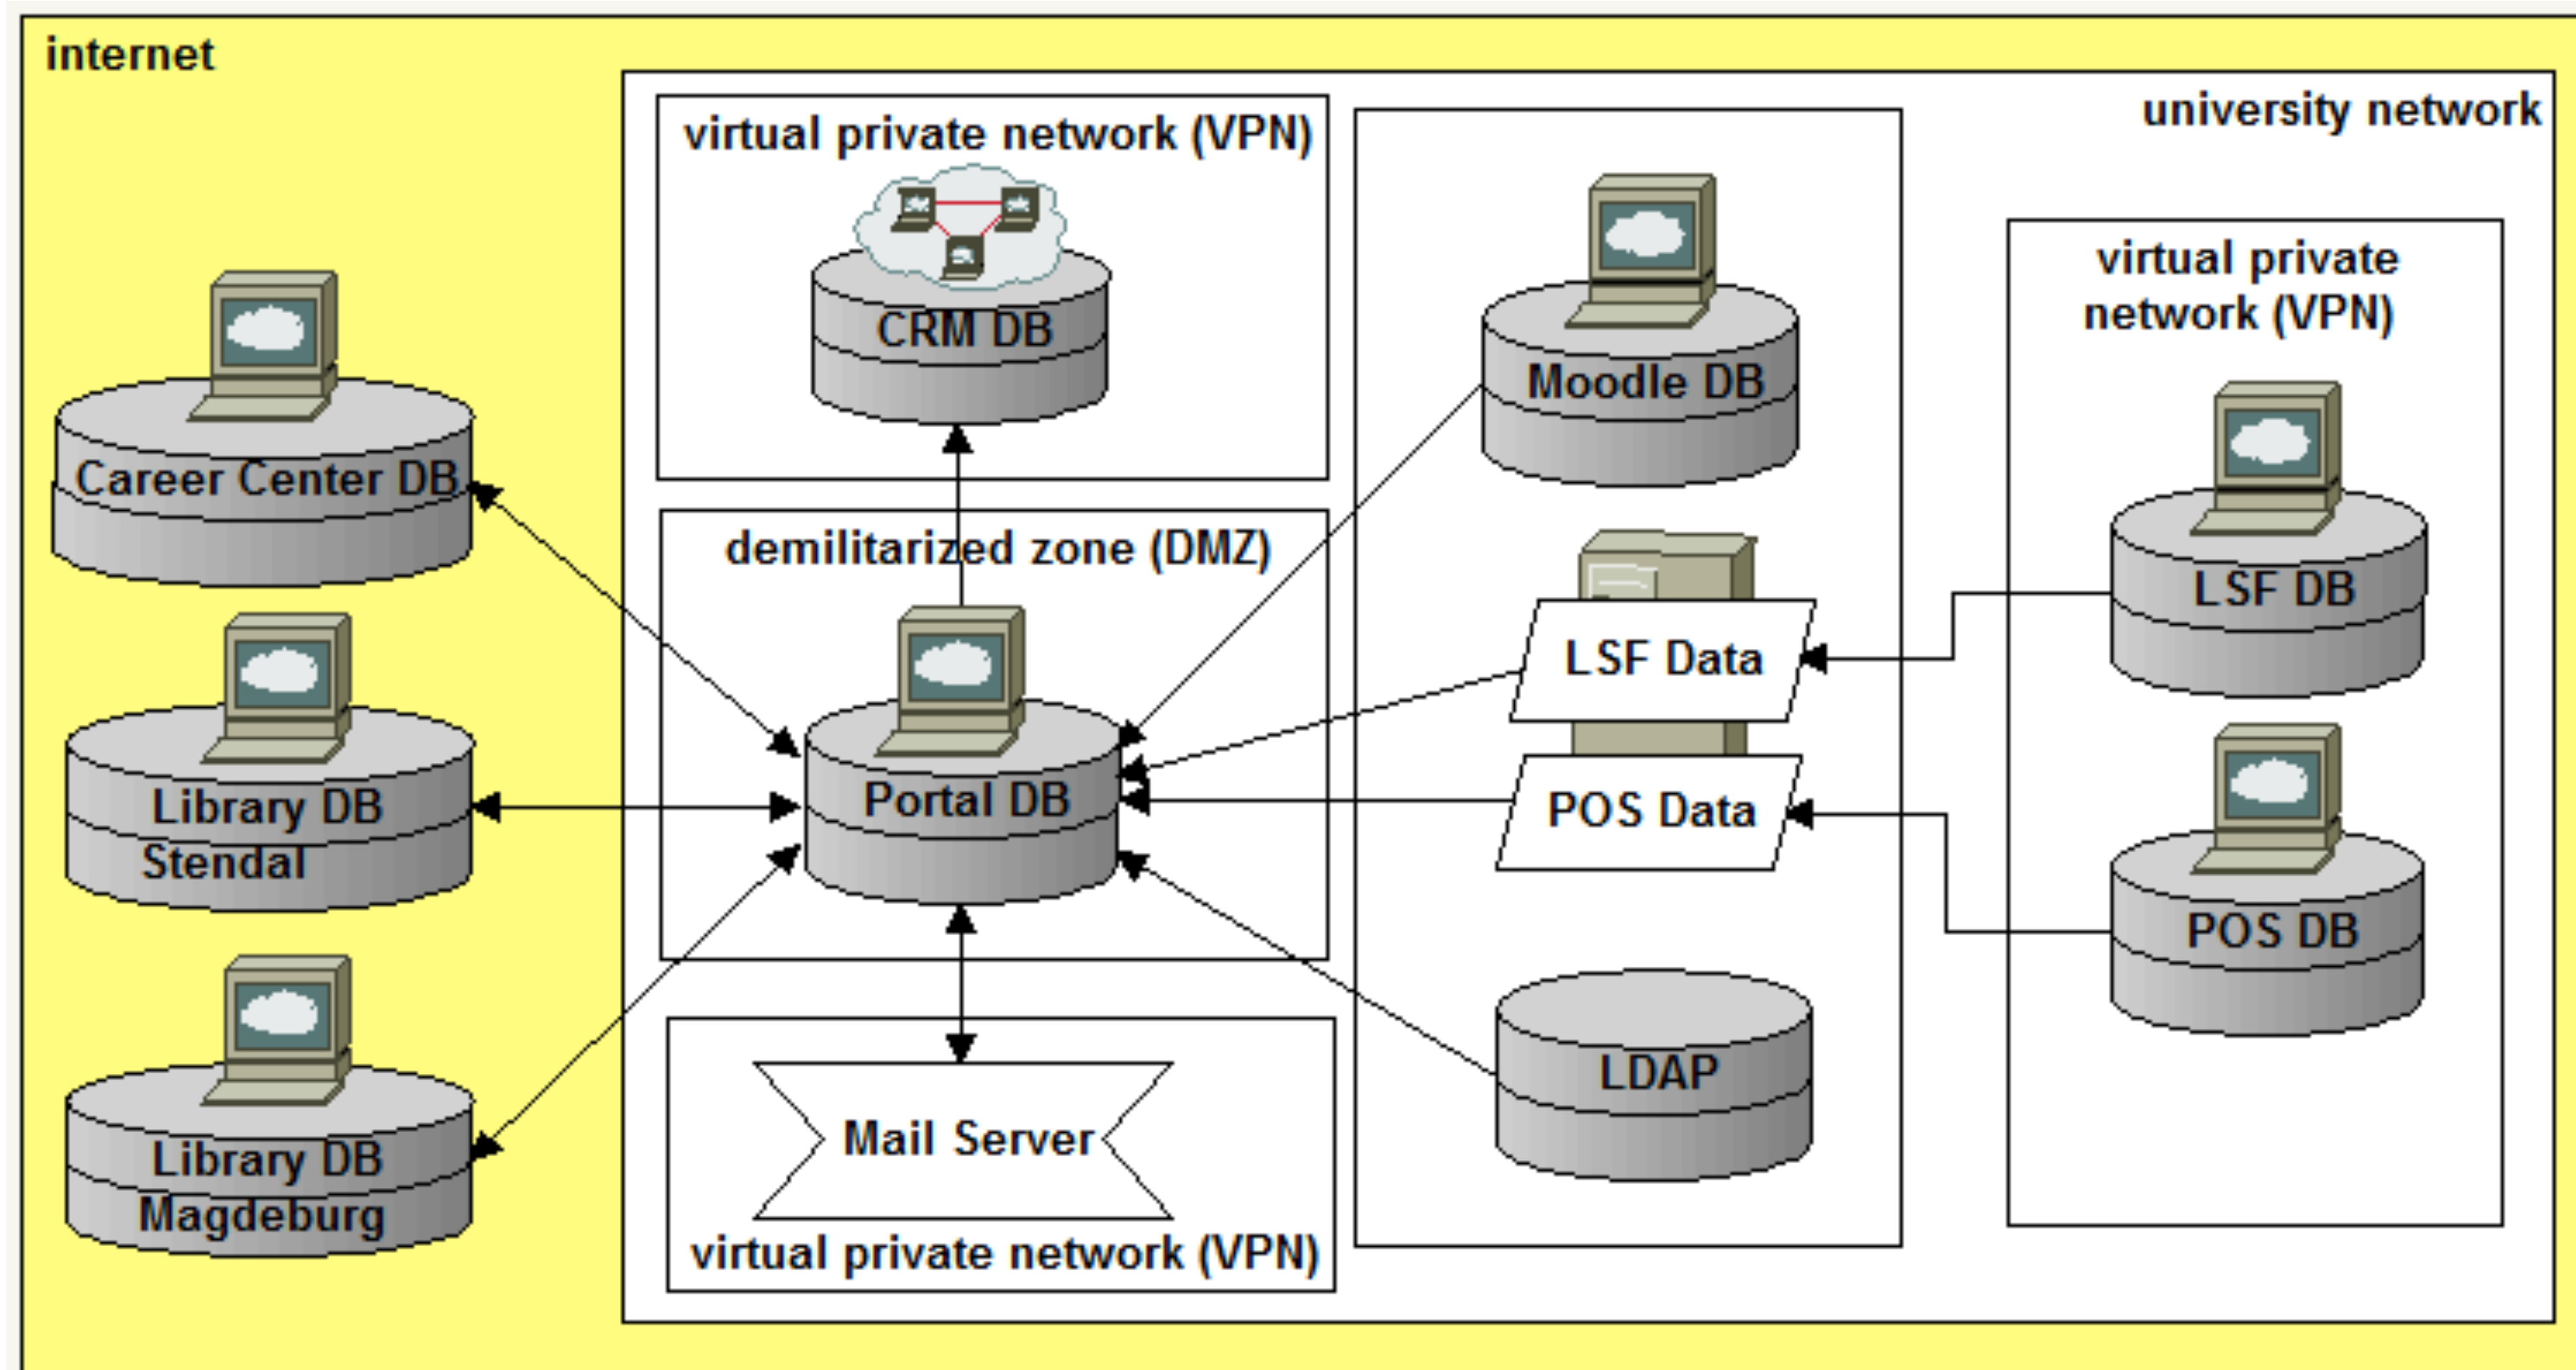 internet
university network
virtual private network (VPN)
CRM DB
demilitarized zone (DMZ)
Portal DB
Mail Server
virtual private network (VPN)
Career Center DB
Library DB
Stendal
Library DB
Magdeburg
Moodle DB
LSF Data
POS Data
LDAP
virtual private
network (VPN)
LSF DB
POS DB